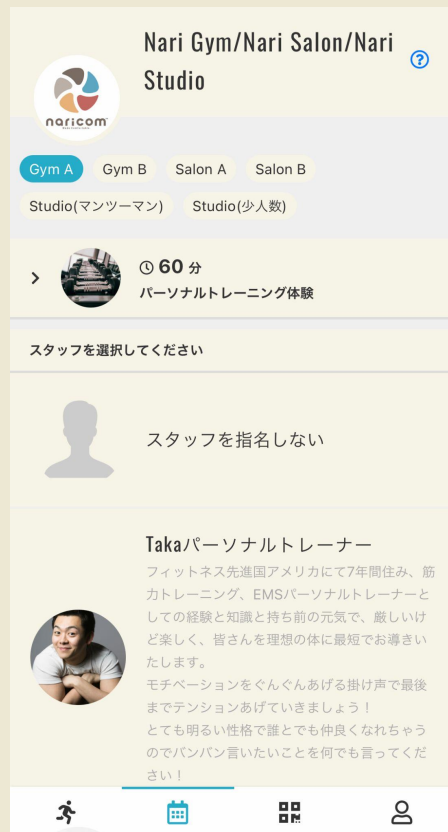 Nari Gym/Nari Salon/Nari
Studio
naricom
Gym A Gym B Salon A Salon B
Studio(マンツーマン) Studio(少人数)
60 分
パーソナルトレーニング体験
スタッフを選択してください
スタッフを指名しない
Takaパーソナルトレーナー
フィットネス先進国アメリカにて7年間住み、筋
力トレーニング、EMSパーソナルトレーナーと
しての経験と知識と持ち前の元気で、厳しいけ
ど楽しく、皆さんを理想の体に最短でお導きい
たします。
モチベーションをぐんぐんあげる掛け声で最後
までテンションあげていきましょう！
とても明るい性格で誰とでも仲良くなれちゃう
のでバンバン言いたいことを何でも言ってくだ
さい！